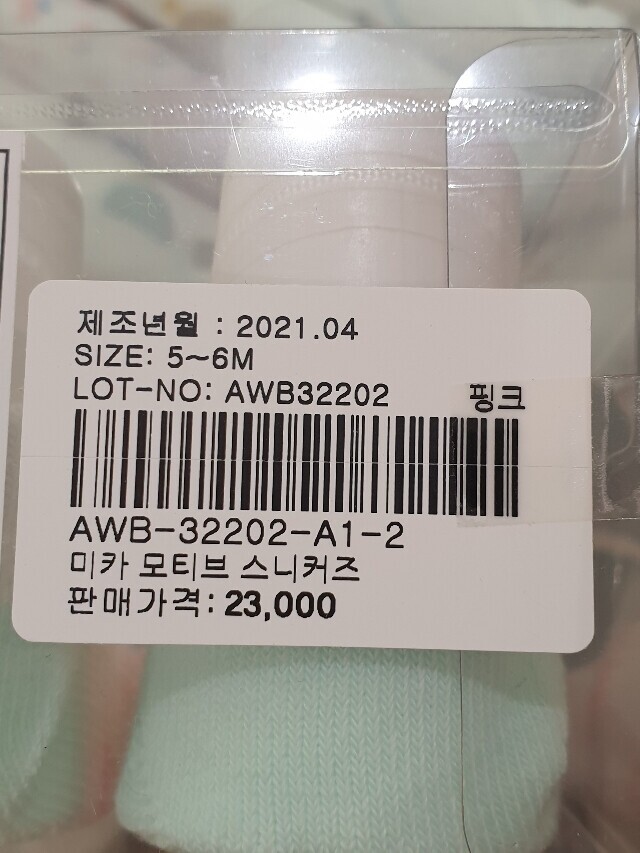 제조년월 : 2021.04
SIZE: 5~6M
LOT-NO: AWB32202 핑크
AWB-32202-A1-2
미카 모티브 스니커즈
판매가격: 23,000